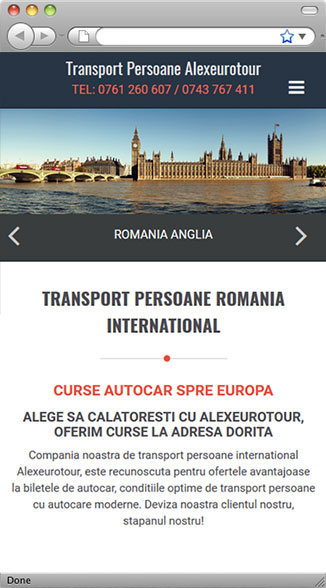 Transport Persoane Alexeurotour
TEL: 0761 260 607 / 0743 767 411
ROMANIA ANGLIA
TRANSPORT PERSOANE ROMANIA
INTERNATIONAL
CURSE AUTOCAR SPRE EUROPA
ALEGE SA CALATORESTI CU ALEXEUROTOUR,
OFERIM CURSE LA ADRESA DORITA
Compania noastra de transport persoane international
Alexeurotour, este recunoscuta pentru ofertele avantajoase
la biletele de autocar, conditiile optime de transport persoane
cu autocare moderne. Deviza noastra clientul nostru,
stapanul nostru!
Done